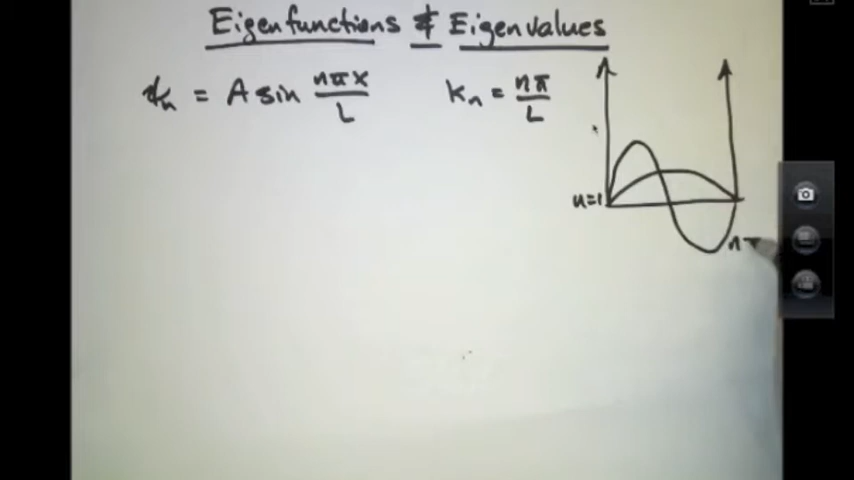 Eigenfunctions & Eigenvalues
ψₙ = A sin nπx/L kₙ = nπ/L
n=1
n